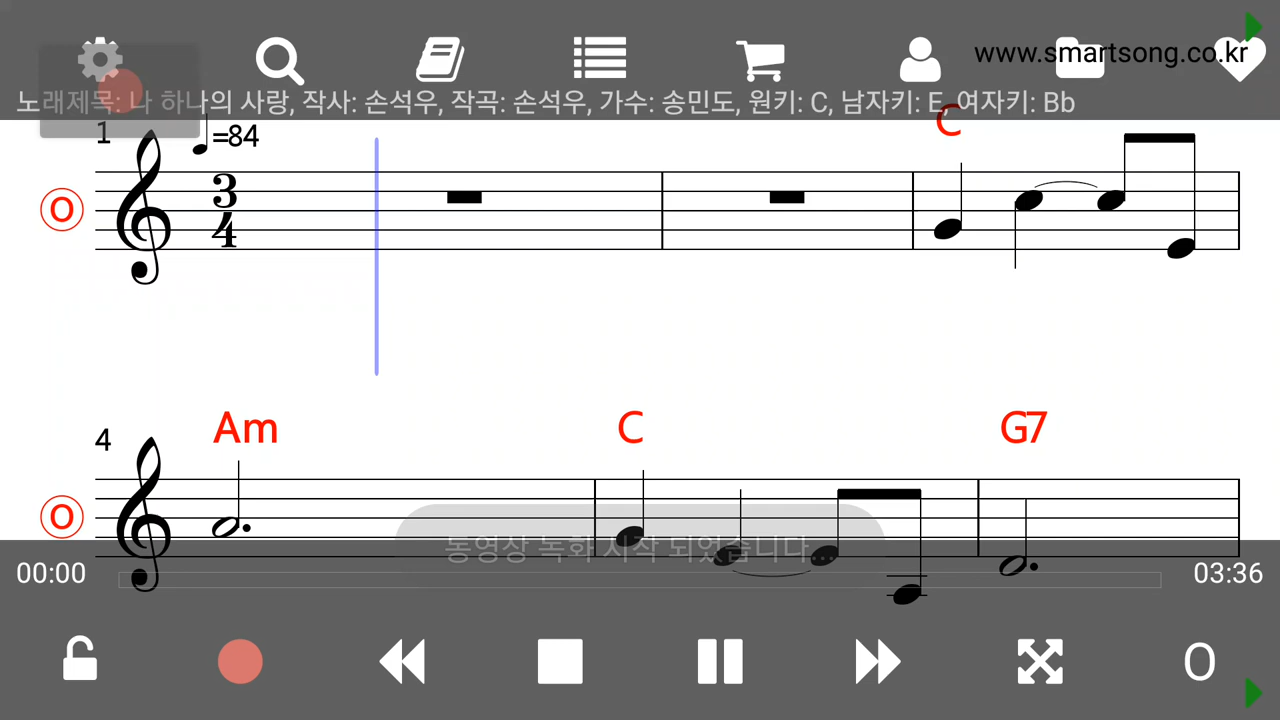 www.smartsong.co.kr
노래제목: 나 하나의 사랑, 작사: 손석우, 작곡: 손석우, 가수: 송민도, 원키: C, 남자키: E, 여자키: Bb
1 =84 C
3
4
O
4 Am C G7
O
동영상 녹화 시작 되었습니다...
00:00 03:36
O